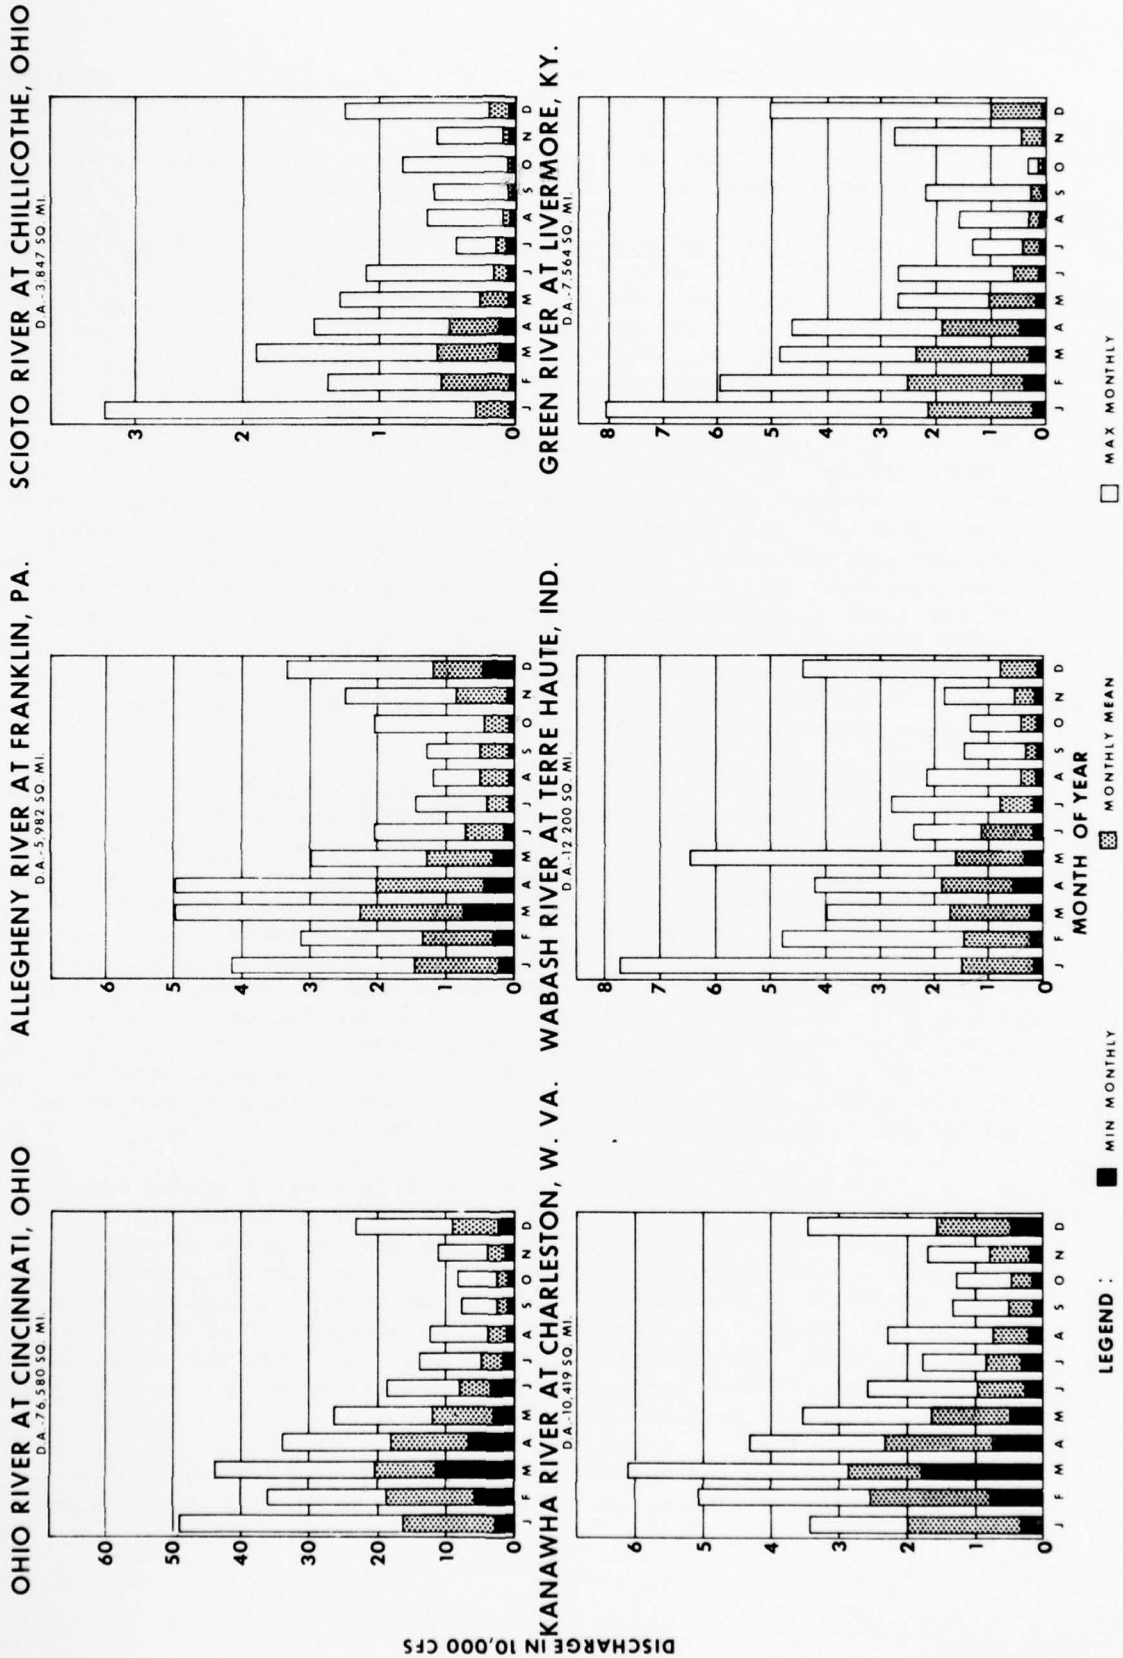 OHIO RIVER AT CINCINNATI, OHIO
D.A.-76,580 SQ. MI.
60
50
40
30
20
10
0
J F M A M J J A S O N D
ALLEGHENY RIVER AT FRANKLIN, PA.
D.A.-5,982 SQ. MI.
6
5
4
3
2
1
0
J F M A M J J A S O N D
SCIOTO RIVER AT CHILLICOTHE, OHIO
D.A.-3,847 SQ. MI.
3
2
1
0
J F M A M J J A S O N D
DISCHARGE IN 10,000 CFS
KANAWHA RIVER AT CHARLESTON, W. VA.
D.A.-10,419 SQ. MI.
6
5
4
3
2
1
0
J F M A M J J A S O N D
WABASH RIVER AT TERRE HAUTE, IND.
D.A.-12 200 SQ. MI.
8
7
6
5
4
3
2
1
0
J F M A M J J A S O N D
GREEN RIVER AT LIVERMORE, KY.
D.A.-7,564 SQ. MI.
8
7
6
5
4
3
2
1
0
J F M A M J J A S O N D
MONTH OF YEAR
LEGEND :
MIN MONTHLY
MONTHLY MEAN
MAX MONTHLY